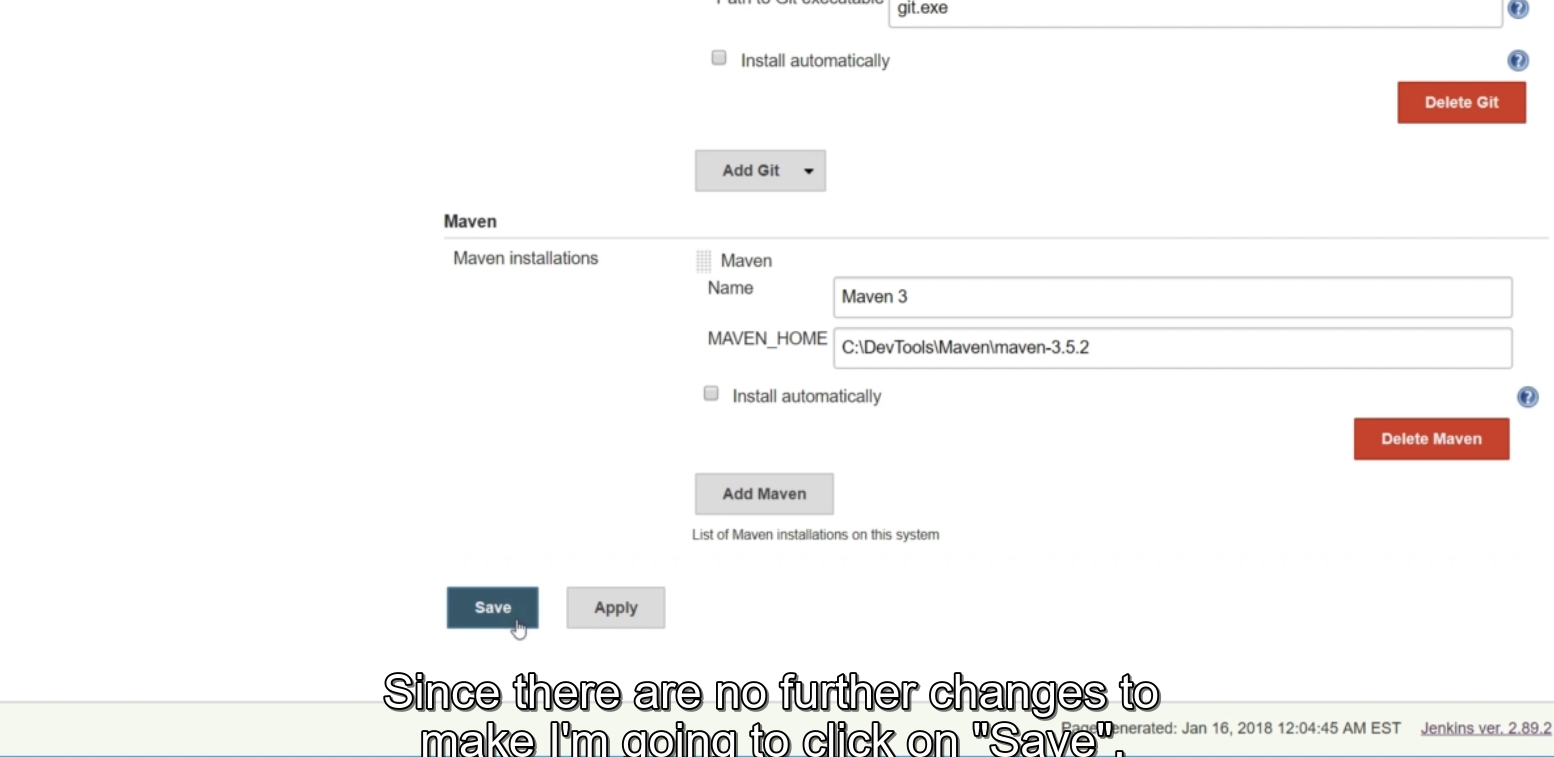 Path to Git executable
git.exe
Install automatically
Delete Git
Add Git
Maven
Maven installations
Maven
Name
Maven 3
MAVEN_HOME
C:\DevTools\Maven\maven-3.5.2
Install automatically
Delete Maven
Add Maven
List of Maven installations on this system
Save
Apply
Since there are no further changes to
make I'm going to click on "Save".
Page generated: Jan 16, 2018 12:04:45 AM EST
Jenkins ver. 2.89.2